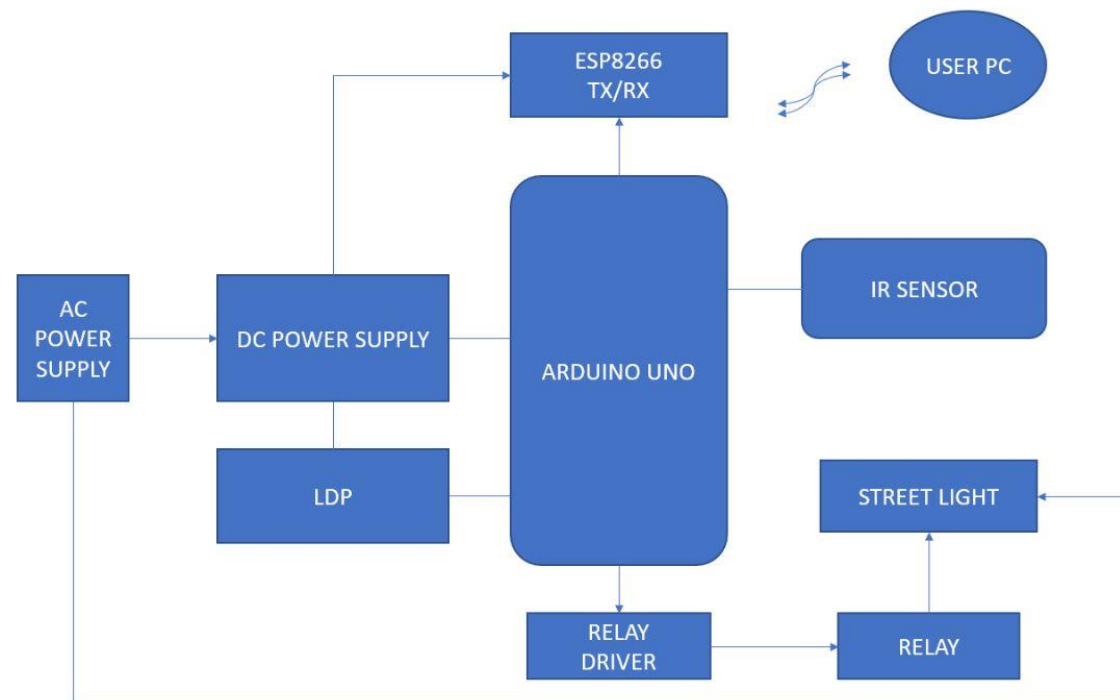 ESP8266
TX/RX
USER PC
IR SENSOR
AC
POWER
SUPPLY
DC POWER SUPPLY
ARDUINO UNO
LDP
STREET LIGHT
RELAY
DRIVER
RELAY